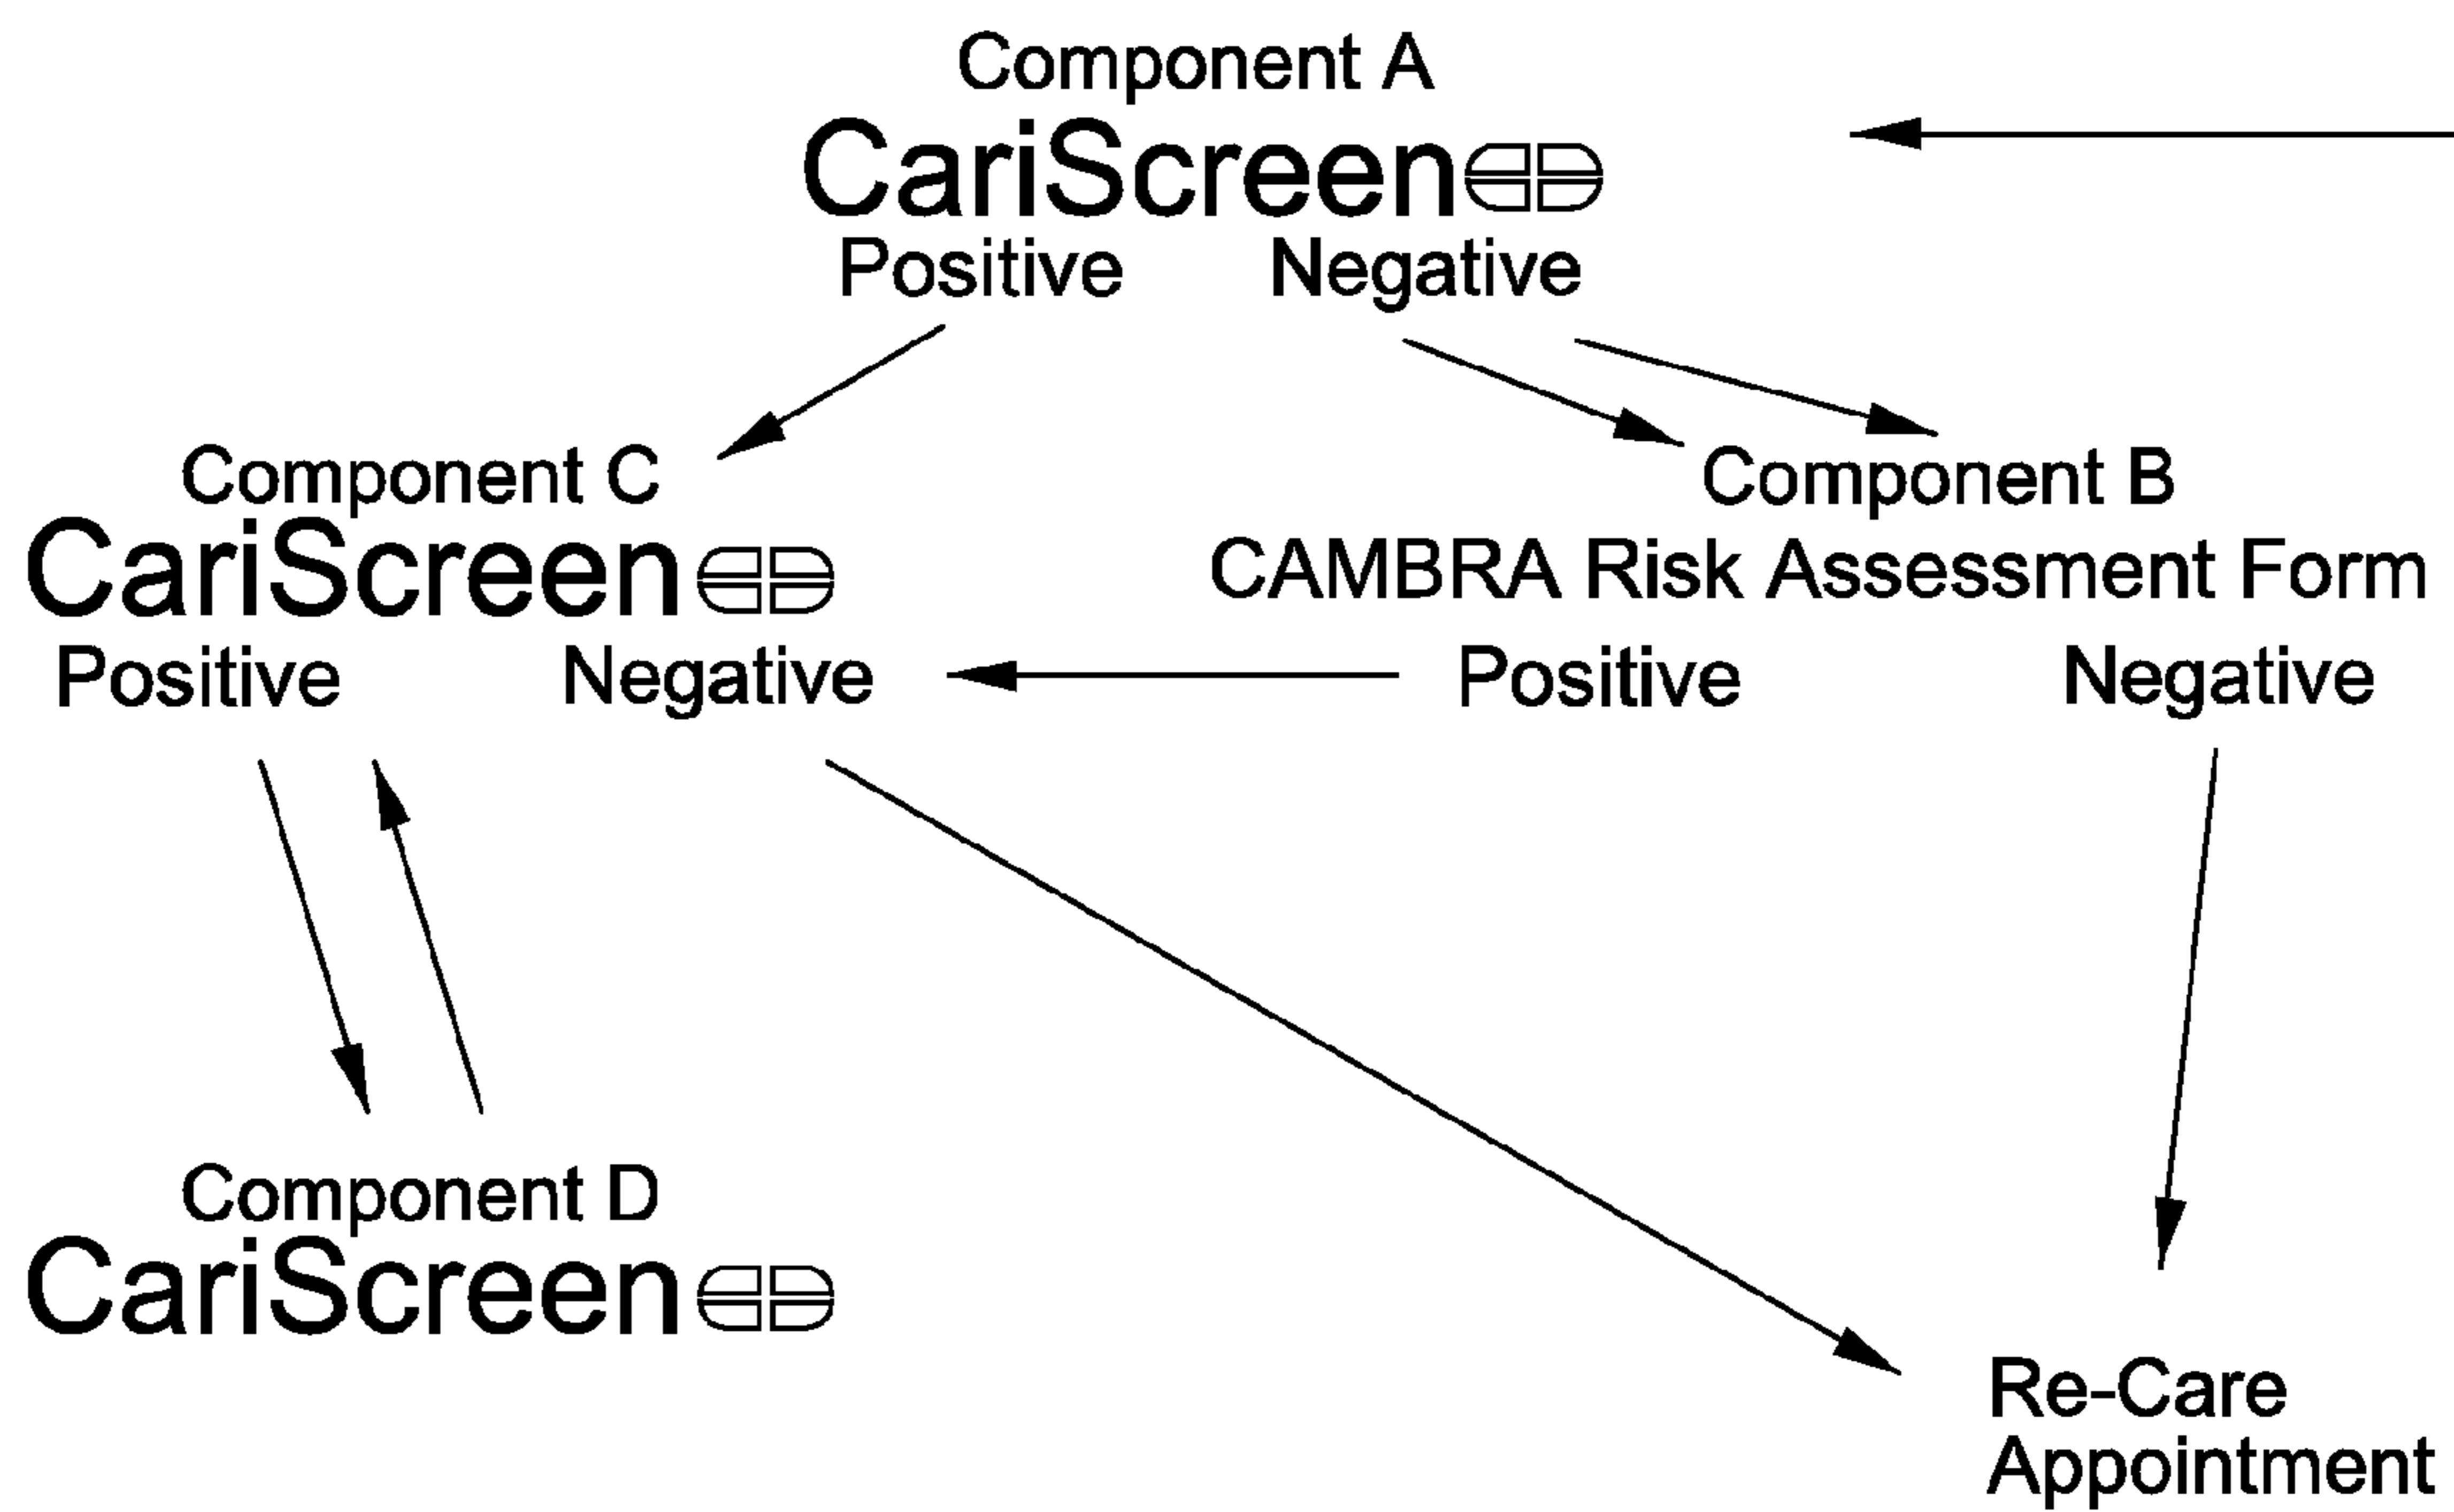 Component A
CariScreen
Positive Negative
Component C
CariScreen
Positive Negative
Component B
CAMBRA Risk Assessment Form
Positive Negative
Component D
CariScreen
Re-Care
Appointment